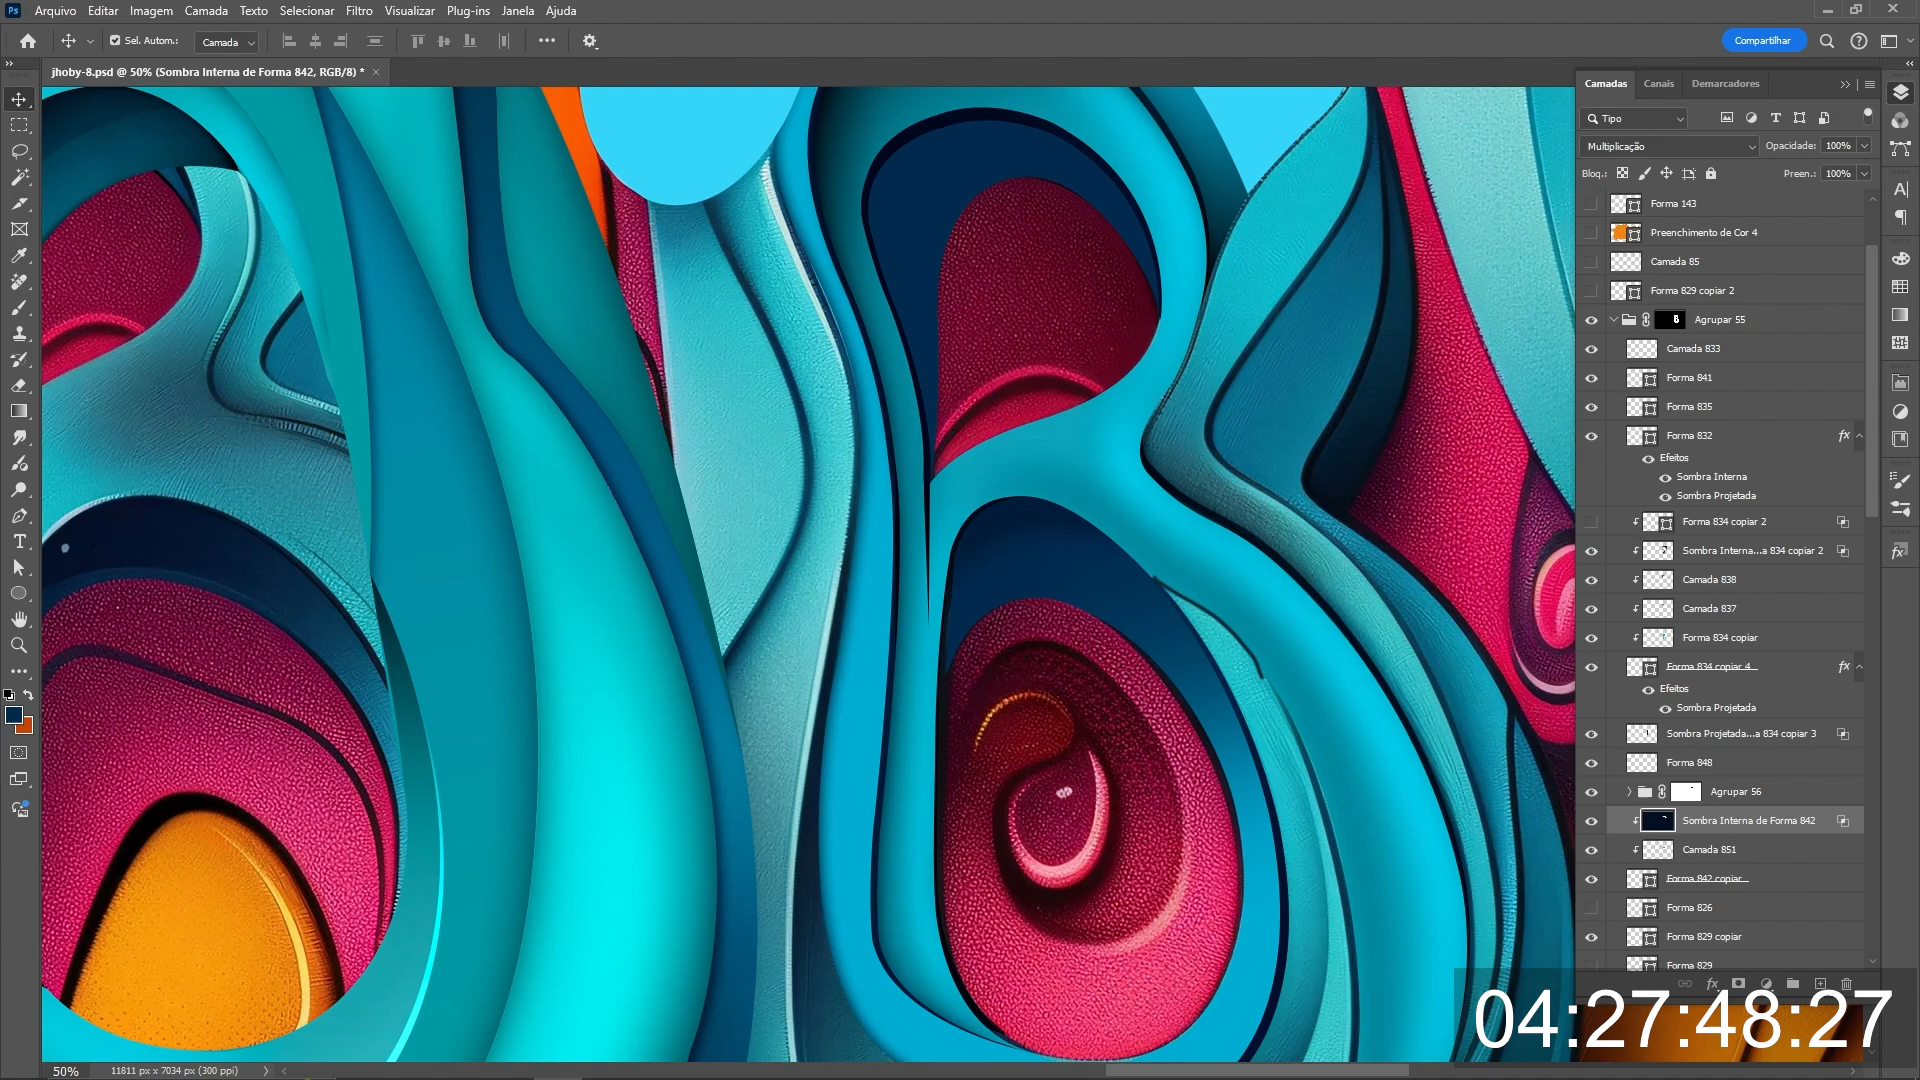 Ps Arquivo Editar Imagem Camada Texto Selecionar Filtro Visualizar Plug-ins Janela Ajuda
Sel. Autom.: Camada Compartilhar
jhoby-8.psd @ 50% (Sombra Interna de Forma 842, RGB/8) *
Camadas Canais Demarcadores
Tipo
Multiplicação Opacidade: 100%
Bloq.: Preen.: 100%
Forma 143
Preenchimento de Cor 4
Camada 85
Forma 829 copiar 2
Agrupar 55
Camada 833
Forma 841
Forma 835
Forma 832 fx
Efeitos
Sombra Interna
Sombra Projetada
Forma 834 copiar 2
Sombra Interna...a 834 copiar 2
Camada 838
Camada 837
Forma 834 copiar
Forma 834 copiar 4 fx
Efeitos
Sombra Projetada
Sombra Projetada...a 834 copiar 3
Forma 848
Agrupar 56
Sombra Interna de Forma 842
Camada 851
Forma 842 copiar
Forma 826
Forma 829 copiar
Forma 829
fx
04:27:48:27
50% 11811 px x 7034 px (300 ppi)